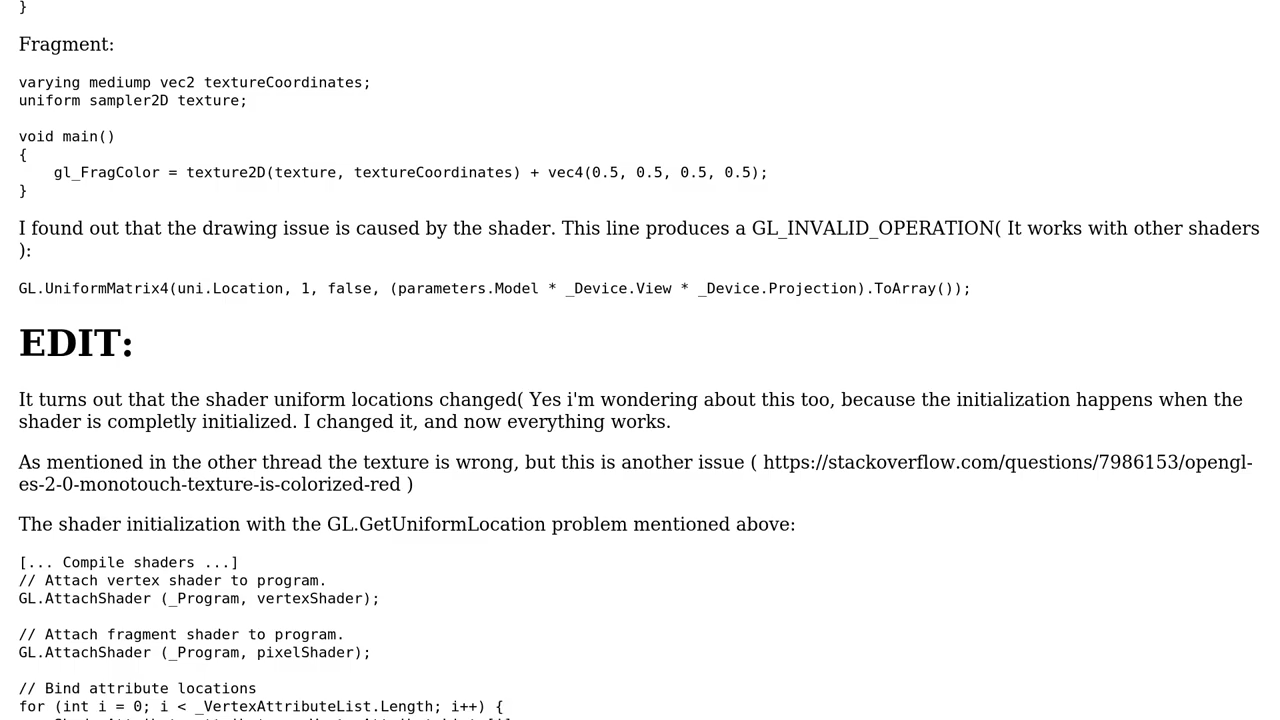 }
Fragment:
varying mediump vec2 textureCoordinates;
uniform sampler2D texture;
void main()
{
    gl_FragColor = texture2D(texture, textureCoordinates) + vec4(0.5, 0.5, 0.5, 0.5);
}
I found out that the drawing issue is caused by the shader. This line produces a GL_INVALID_OPERATION( It works with other shaders
):
GL.UniformMatrix4(uni.Location, 1, false, (parameters.Model * _Device.View * _Device.Projection).ToArray());
EDIT:
It turns out that the shader uniform locations changed( Yes i'm wondering about this too, because the initialization happens when the
shader is completly initialized. I changed it, and now everything works.
As mentioned in the other thread the texture is wrong, but this is another issue ( https://stackoverflow.com/questions/7986153/opengl-
es-2-0-monotouch-texture-is-colorized-red )
The shader initialization with the GL.GetUniformLocation problem mentioned above:
[... Compile shaders ...]
// Attach vertex shader to program.
GL.AttachShader (_Program, vertexShader);
// Attach fragment shader to program.
GL.AttachShader (_Program, pixelShader);
// Bind attribute locations
for (int i = 0; i < _VertexAttributeList.Length; i++) {